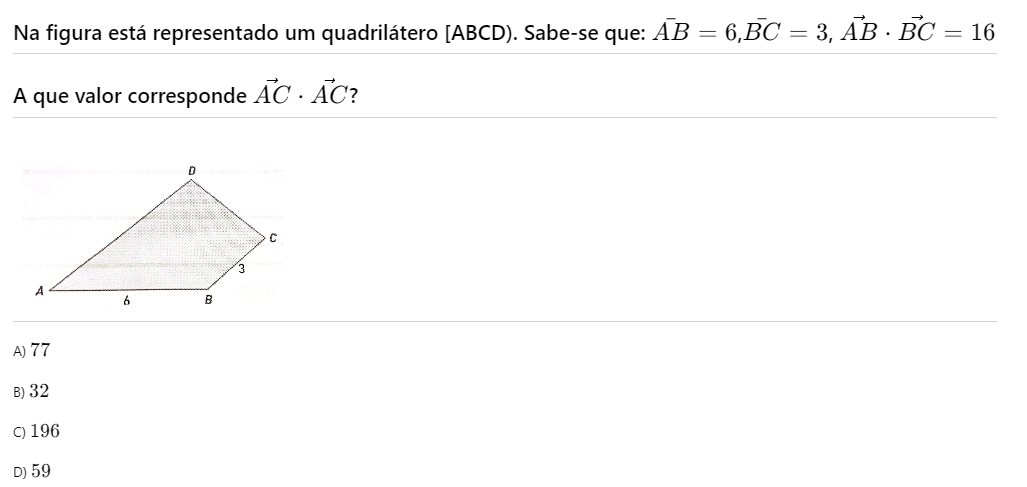 Na figura está representado um quadrilátero [ABCD). Sabe-se que: $\bar{AB} = 6$,$\bar{BC} = 3$, $\vec{AB} \cdot \vec{BC} = 16$
A que valor corresponde $\vec{AC} \cdot \vec{AC}$?
D
C
3
A
6
B
A) 77
B) 32
C) 196
D) 59